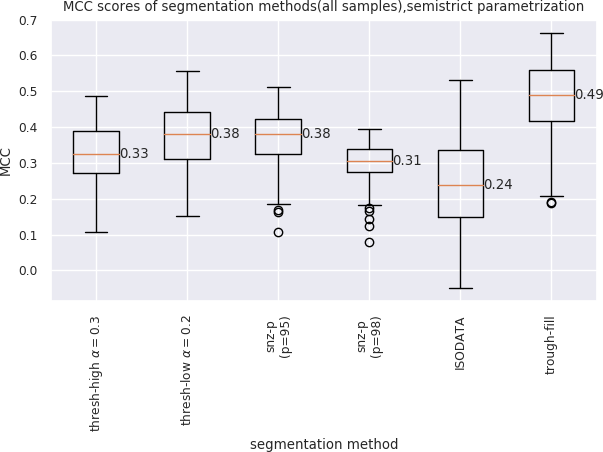 MCC scores of segmentation methods(all samples),semistrict parametrization
MCC
0.7
0.6
0.5
0.4
0.3
0.2
0.1
0.0
0.33
0.38
0.38
0.31
0.24
0.49
thresh-high α = 0.3
thresh-low α = 0.2
snz-p
(p=95)
snz-p
(p=98)
ISODATA
trough-fill
segmentation method